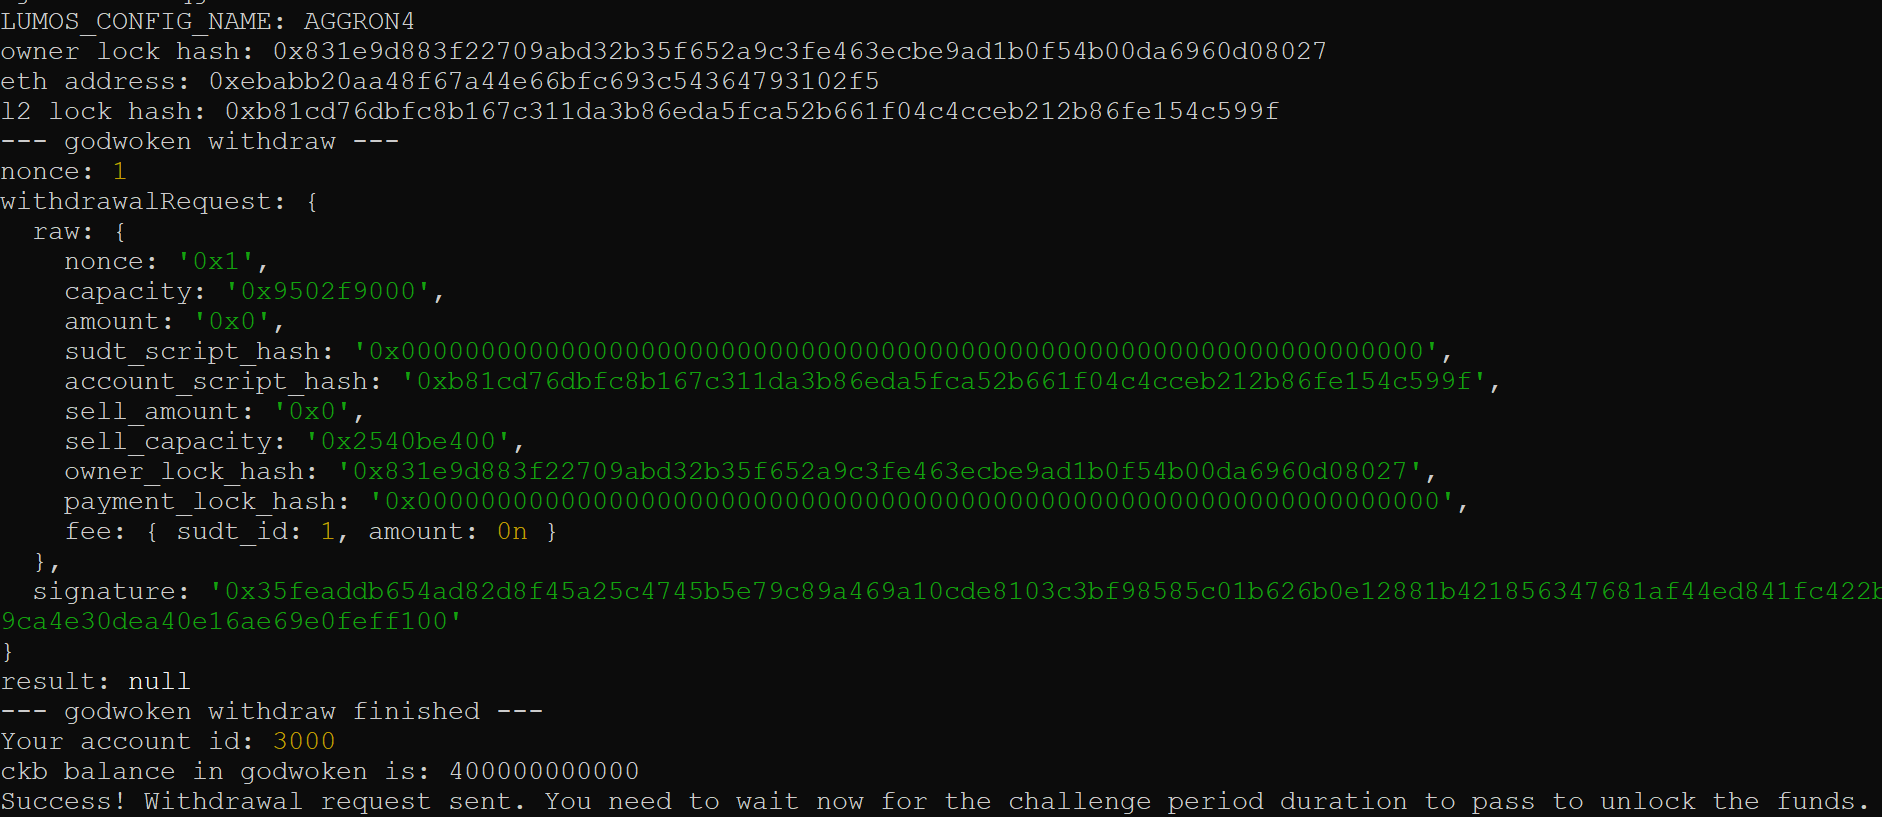 LUMOS_CONFIG_NAME: AGGRON4
owner lock hash: 0x831e9d883f22709abd32b35f652a9c3fe463ecbe9ad1b0f54b00da6960d08027
eth address: 0xebabb20aa48f67a44e66bfc693c54364793102f5
l2 lock hash: 0xb81cd76dbfc8b167c311da3b86eda5fca52b661f04c4cceb212b86fe154c599f
--- godwoken withdraw ---
nonce: 1
withdrawalRequest: {
  raw: {
    nonce: '0x1',
    capacity: '0x9502f9000',
    amount: '0x0',
    sudt_script_hash: '0x0000000000000000000000000000000000000000000000000000000000000000',
    account_script_hash: '0xb81cd76dbfc8b167c311da3b86eda5fca52b661f04c4cceb212b86fe154c599f',
    sell_amount: '0x0',
    sell_capacity: '0x2540be400',
    owner_lock_hash: '0x831e9d883f22709abd32b35f652a9c3fe463ecbe9ad1b0f54b00da6960d08027',
    payment_lock_hash: '0x0000000000000000000000000000000000000000000000000000000000000000',
    fee: { sudt_id: 1, amount: 0n }
  },
  signature: '0x35feaddb654ad82d8f45a25c4745b5e79c89a469a10cde8103c3bf98585c01b626b0e12881b421856347681af44ed841fc422b
9ca4e30dea40e16ae69e0feff100'
}
result: null
--- godwoken withdraw finished ---
Your account id: 3000
ckb balance in godwoken is: 400000000000
Success! Withdrawal request sent. You need to wait now for the challenge period duration to pass to unlock the funds.